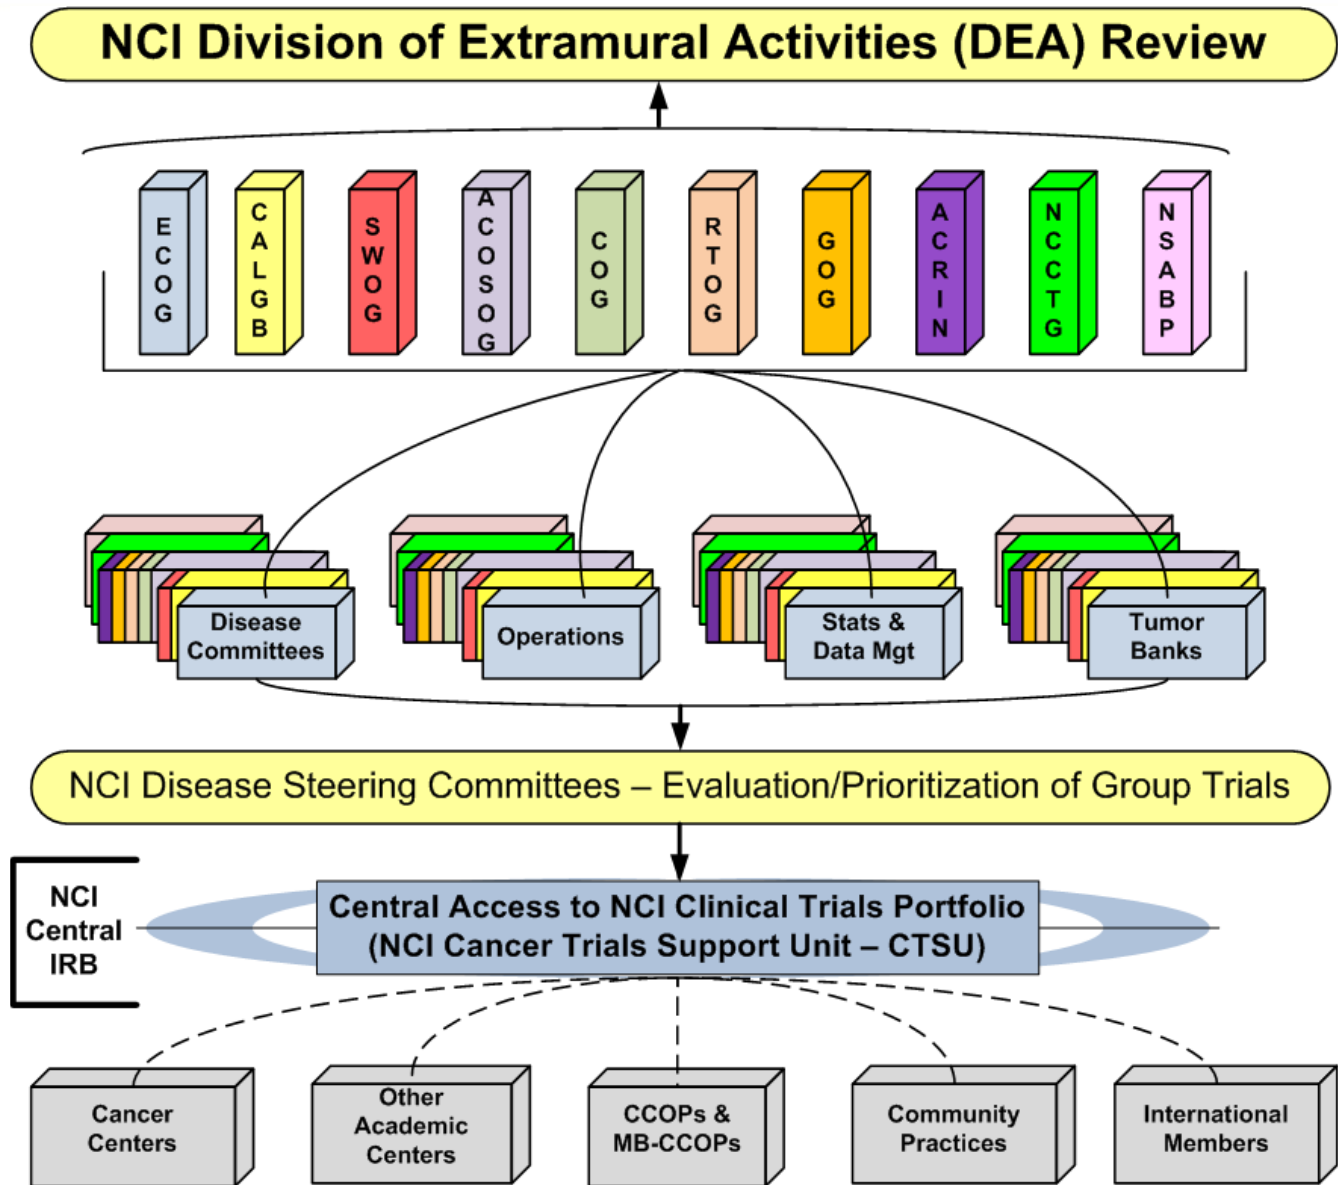 NCI Division of Extramural Activities (DEA) Review
ECOG
CALGB
SWOG
ACOSOG
COG
RTOG
GOG
ACRIN
NCCTG
NSABP
Disease
Committees
Operations
Stats &
Data Mgt
Tumor
Banks
NCI Disease Steering Committees – Evaluation/Prioritization of Group Trials
NCI
Central
IRB
Central Access to NCI Clinical Trials Portfolio
(NCI Cancer Trials Support Unit – CTSU)
Cancer
Centers
Other
Academic
Centers
CCOPs &
MB-CCOPs
Community
Practices
International
Members